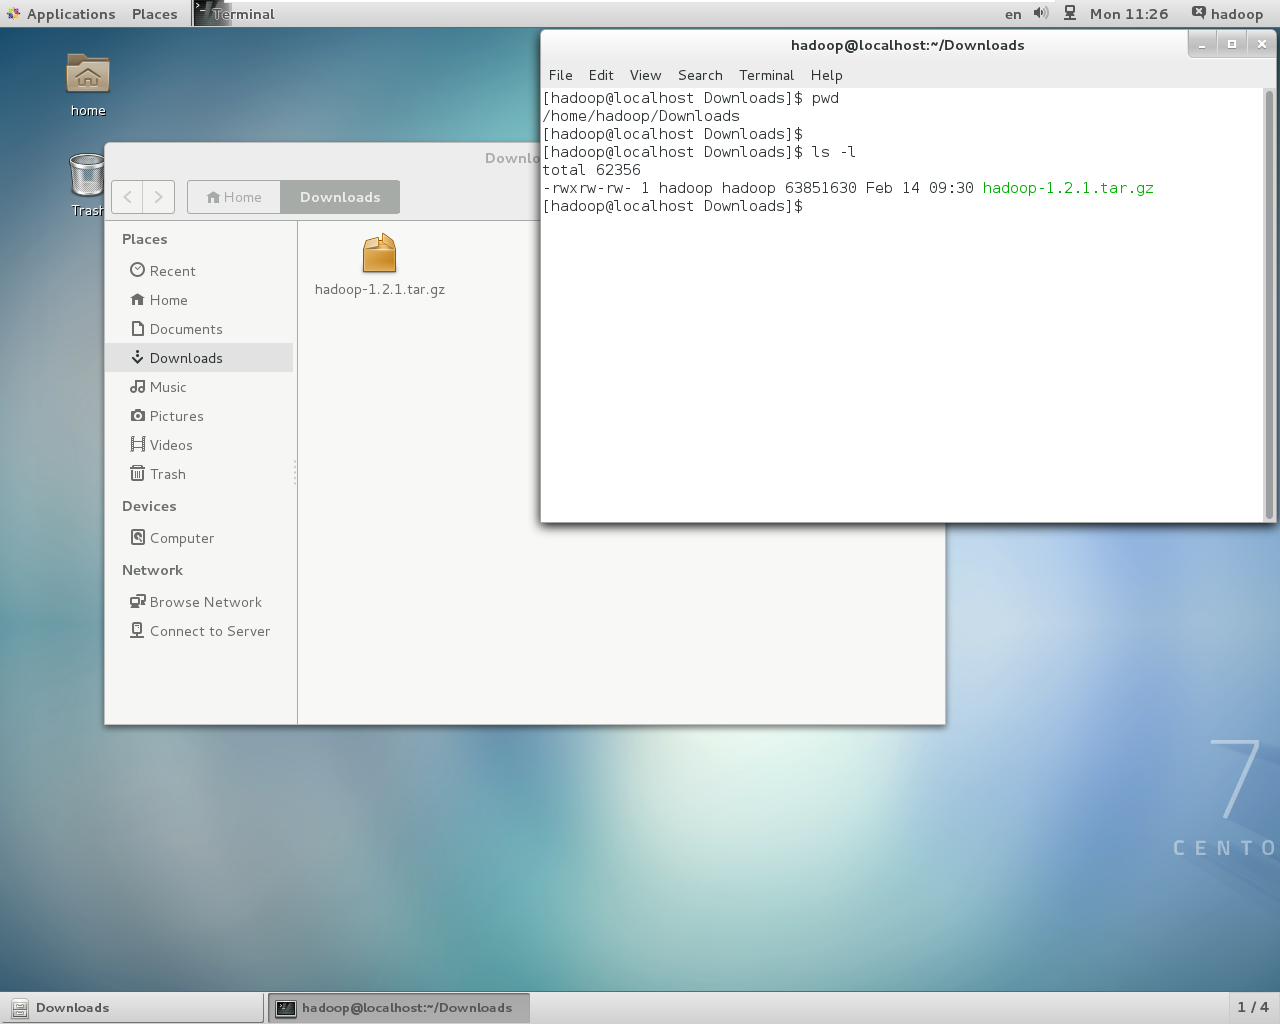 Applications Places Terminal en Mon 11:26 hadoop
home
Trash
hadoop@localhost:~/Downloads
File Edit View Search Terminal Help
[hadoop@localhost Downloads]$ pwd
/home/hadoop/Downloads
[hadoop@localhost Downloads]$
[hadoop@localhost Downloads]$ ls -l
total 62356
-rwxrw-rw- 1 hadoop hadoop 63851630 Feb 14 09:30 hadoop-1.2.1.tar.gz
[hadoop@localhost Downloads]$
Downlo
Home Downloads
Places
Recent
Home
Documents
Downloads
Music
Pictures
Videos
Trash
Devices
Computer
Network
Browse Network
Connect to Server
hadoop-1.2.1.tar.gz
7
CENTO
Downloads hadoop@localhost:~/Downloads 1 / 4